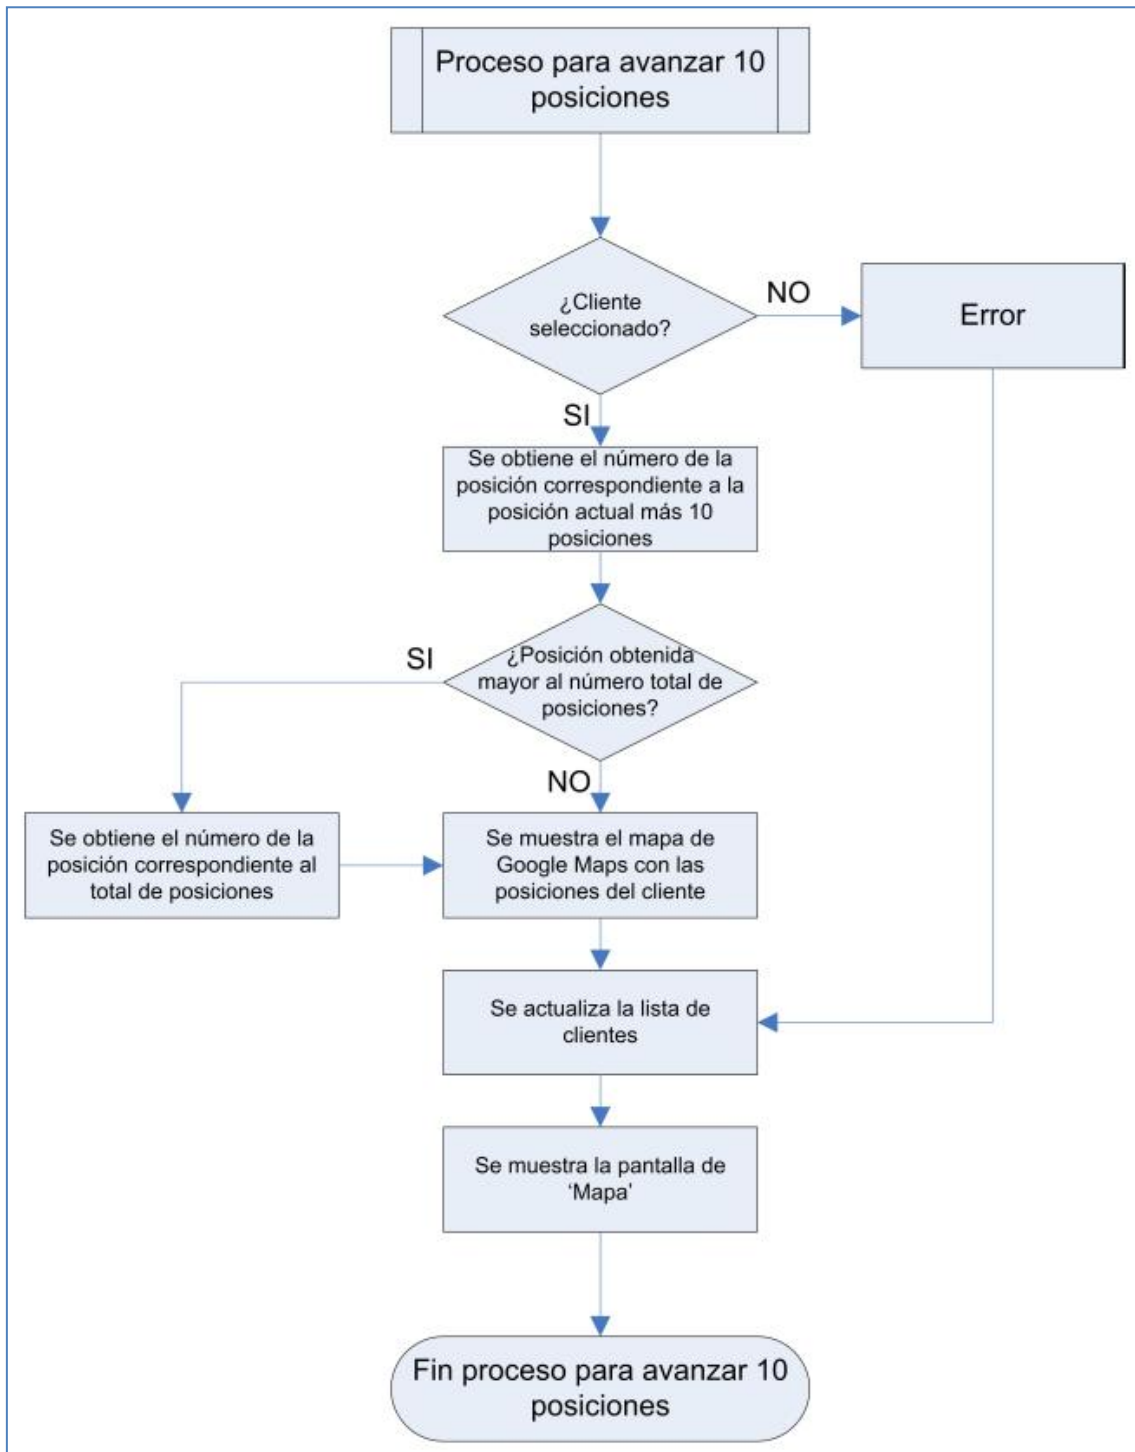 Proceso para avanzar 10
posiciones
¿Cliente
seleccionado?
NO
Error
SI
Se obtiene el número de la
posición correspondiente a la
posición actual más 10
posiciones
SI
¿Posición obtenida
mayor al número total de
posiciones?
NO
Se obtiene el número de la
posición correspondiente al
total de posiciones
Se muestra el mapa de
Google Maps con las
posiciones del cliente
Se actualiza la lista de
clientes
Se muestra la pantalla de
‘Mapa’
Fin proceso para avanzar 10
posiciones